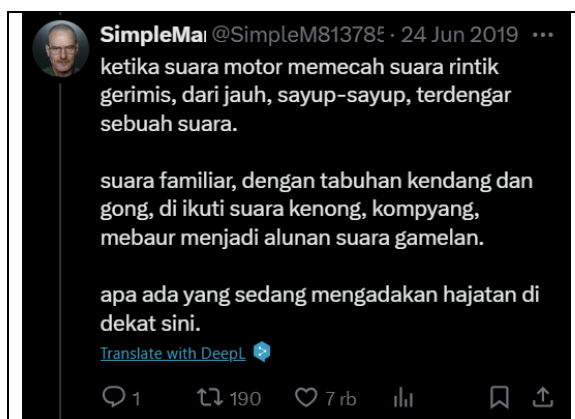 SimpleMa @SimpleM81378 · 24 Jun 2019 ···
ketika suara motor memecah suara rintik
gerimis, dari jauh, sayup-sayup, terdengar
sebuah suara.
suara familiar, dengan tabuhan kendang dan
gong, di ikuti suara kenong, kompyang,
mebaur menjadi alunan suara gamelan.
apa ada yang sedang mengadakan hajatan di
dekat sini.
Translate with DeepL
1 190 7 rb